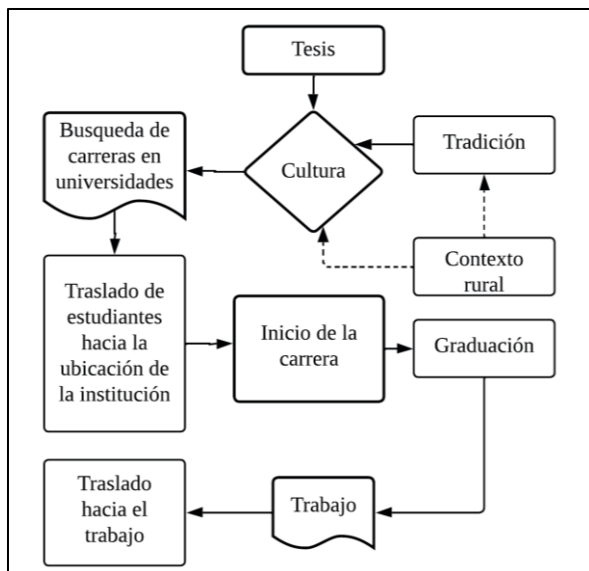 Tesis
Busqueda de
carreras en
universidades
Cultura
Tradición
Contexto
rural
Traslado de
estudiantes
hacia la
ubicación de
la institución
Inicio de la
carrera
Graduación
Traslado
hacia el
trabajo
Trabajo